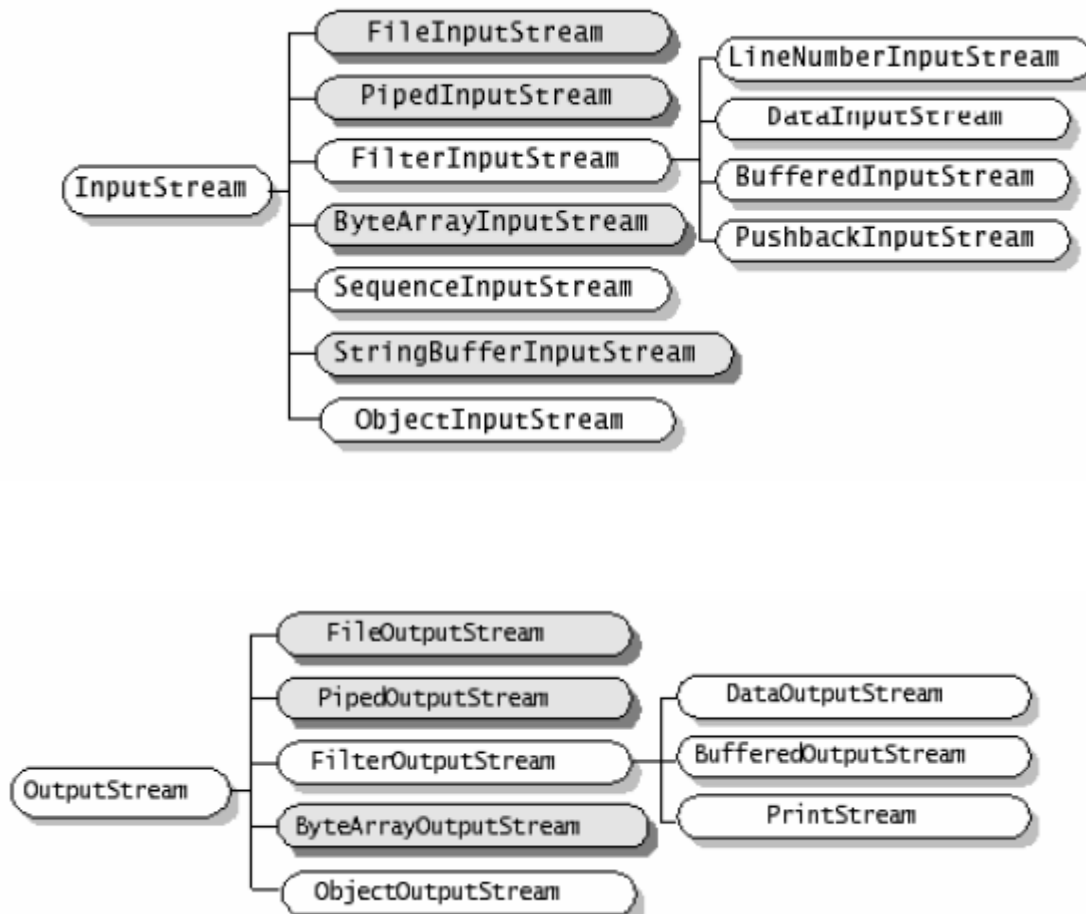 FileInputStream
LineNumberInputStream
PipedInputStream
DataInputStream
FilterInputStream
InputStream
BufferedInputStream
ByteArrayInputStream
PushbackInputStream
SequenceInputStream
StringBufferInputStream
ObjectInputStream
FileOutputStream
PipedOutputStream
DataOutputStream
FilterOutputStream
BufferedOutputStream
OutputStream
ByteArrayOutputStream
PrintStream
ObjectOutputStream